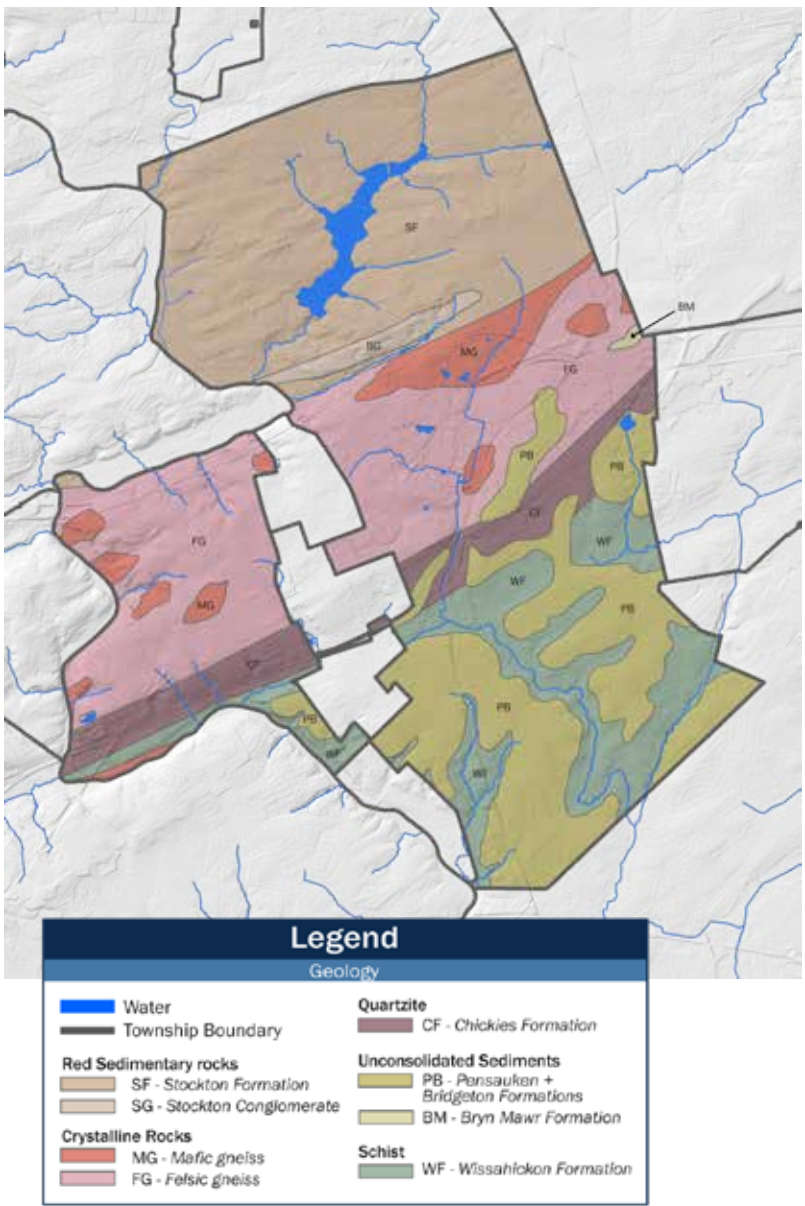 SF
BM
SG
MG
FG
PB
PB
CF
WF
FG
WF
PB
MG
CF
PB
PB
WF
WF
Legend
Geology
Water
Township Boundary
Red Sedimentary rocks
SF - Stockton Formation
SG - Stockton Conglomerate
Crystalline Rocks
MG - Mafic gneiss
FG - Felsic gneiss
Quartzite
CF - Chickies Formation
Unconsolidated Sediments
PB - Pensauken +
Bridgeton Formations
BM - Bryn Mawr Formation
Schist
WF - Wissahickon Formation